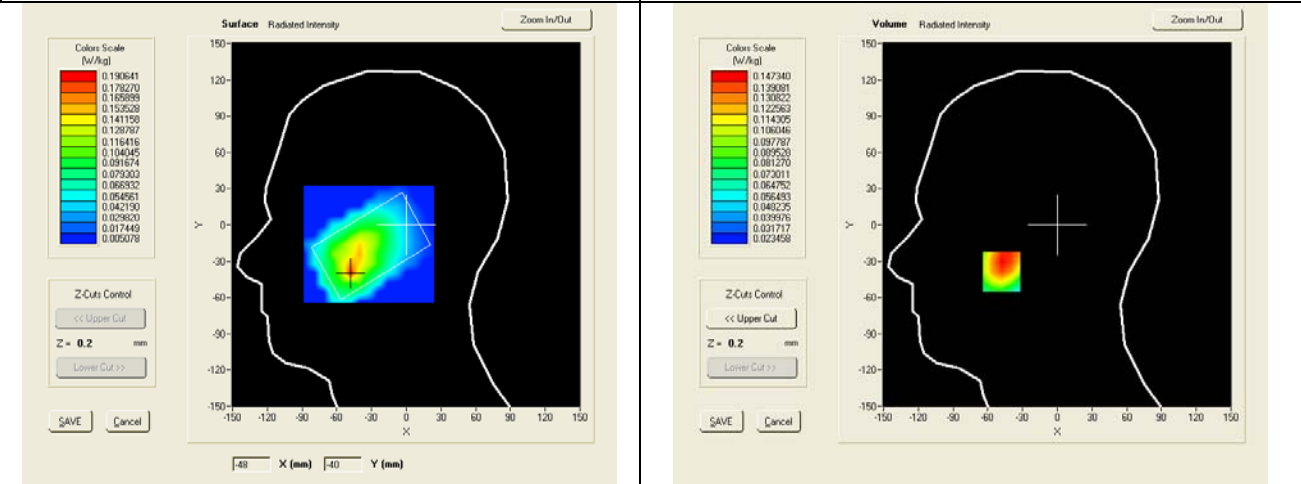 Surface Radiated Intensity
Zoom In/Out
Colors Scale
(W/kg)
0.190641
0.178270
0.165899
0.153528
0.141158
0.128787
0.116416
0.104045
0.091674
0.079303
0.066932
0.054561
0.042190
0.029820
0.017449
0.005078
Z-Cuts Control
<< Upper Cut
Z = 0.2 mm
Lower Cut >>
SAVE Cancel
150
120
90
60
30
0
-30
-60
-90
-120
-150
Y
-150 -120 -90 -60 -30 0 30 60 90 120 150
X
-48 X (mm) -40 Y (mm)
Volume Radiated Intensity
Zoom In/Out
Colors Scale
(W/kg)
0.147340
0.139081
0.130822
0.122563
0.114305
0.106046
0.097787
0.089528
0.081270
0.073011
0.064752
0.056493
0.048235
0.039976
0.031717
0.023458
Z-Cuts Control
<< Upper Cut
Z = 0.2 mm
Lower Cut >>
SAVE Cancel
150
120
90
60
30
0
-30
-60
-90
-120
-150
Y
-150 -120 -90 -60 -30 0 30 60 90 120 150
X